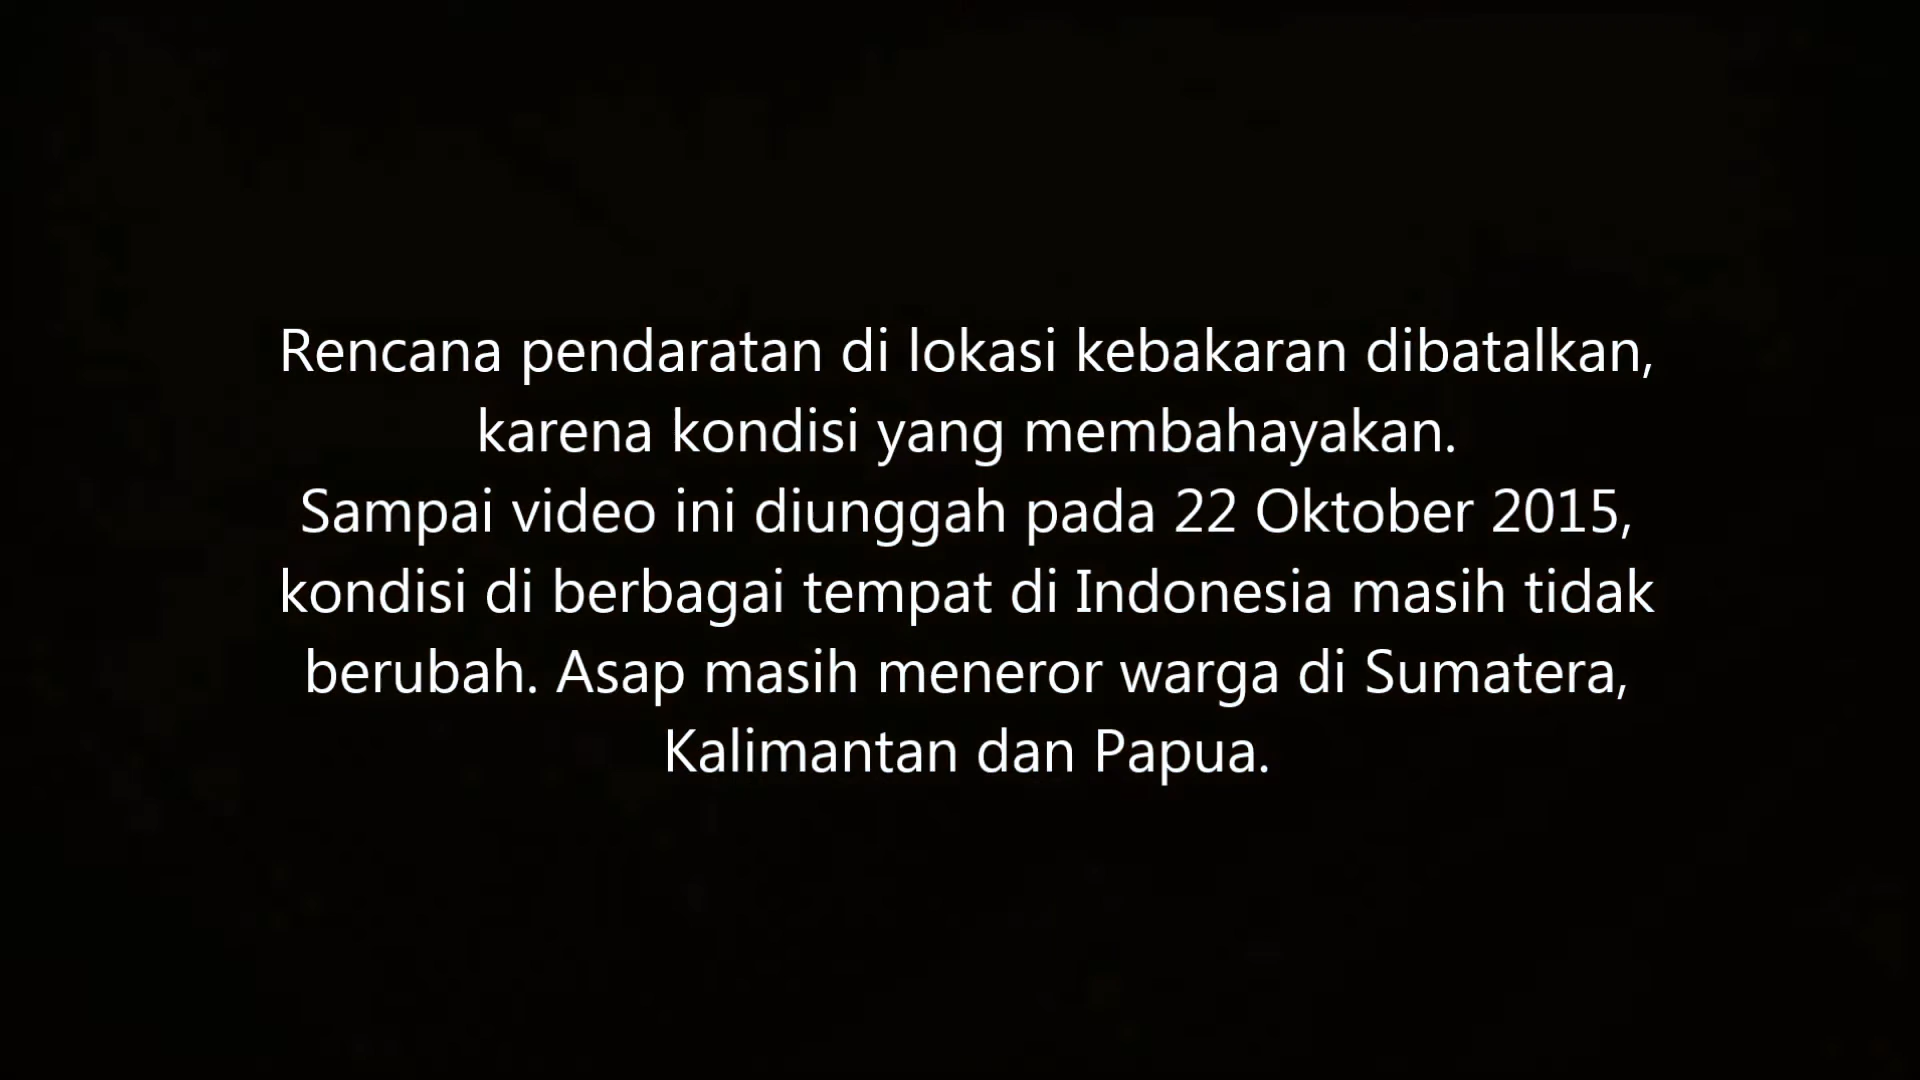 Rencana pendaratan di lokasi kebakaran dibatalkan,
karena kondisi yang membahayakan.
Sampai video ini diunggah pada 22 Oktober 2015,
kondisi di berbagai tempat di Indonesia masih tidak
berubah. Asap masih meneror warga di Sumatera,
Kalimantan dan Papua.